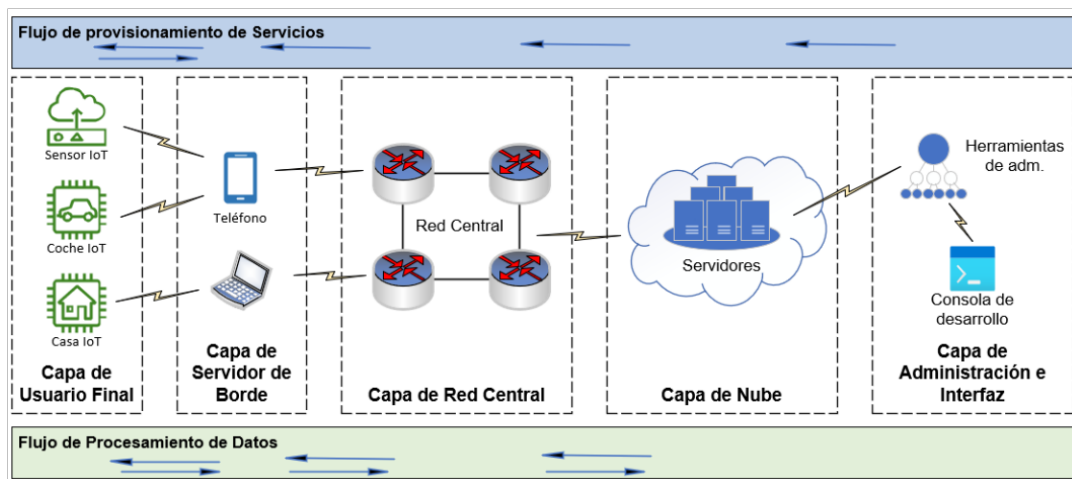 Flujo de provisionamiento de Servicios
Sensor IoT
Coche IoT
Casa IoT
Capa de
Usuario Final
Teléfono
Capa de
Servidor de
Borde
Red Central
Capa de Red Central
Servidores
Capa de Nube
Herramientas
de adm.
Consola de
desarrollo
Capa de
Administración e
Interfaz
Flujo de Procesamiento de Datos